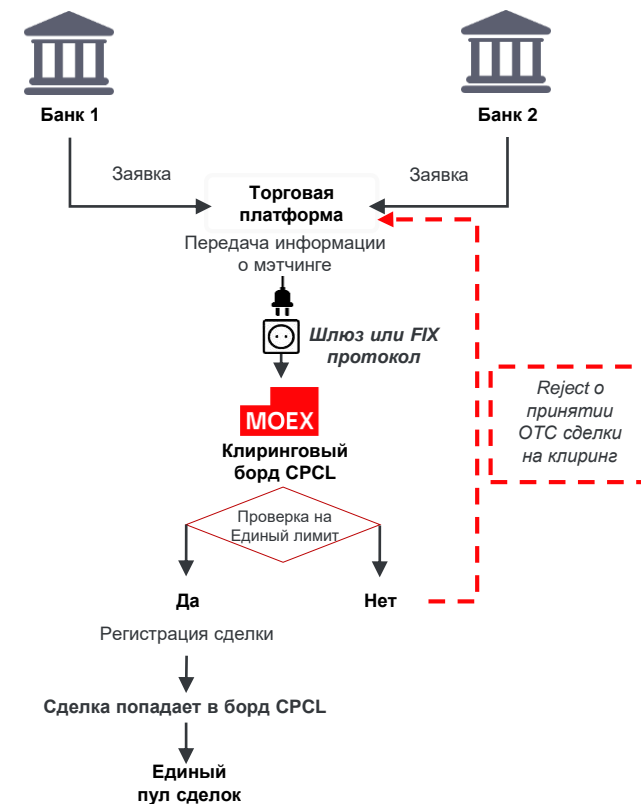 Банк 1
Банк 2
Заявка
Заявка
Торговая
платформа
Передача информации
о мэтчинге
Шлюз или FIX
протокол
MOEX
Клиринговый
борд CPCL
Reject о
принятии
ОТС сделки
на клиринг
Проверка на
Единый лимит
Да
Нет
Регистрация сделки
Сделка попадает в борд CPCL
Единый
пул сделок